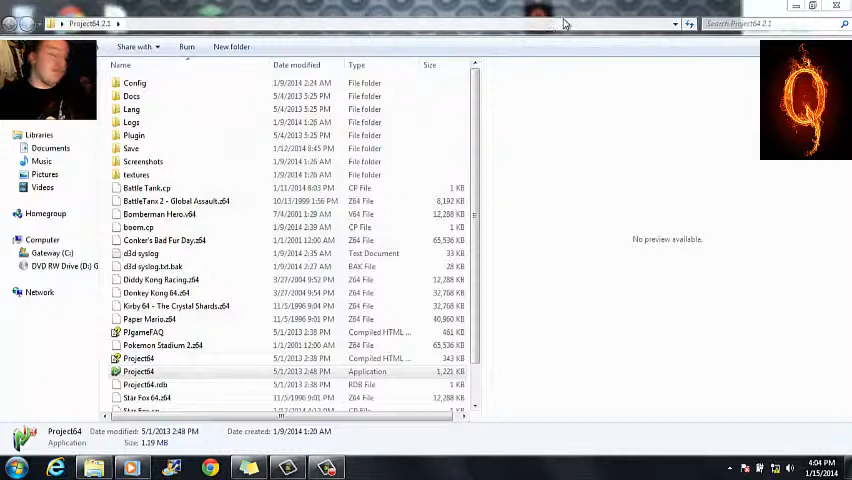 Project64 2.1
Search Project64 2.1
Share with
Burn
New folder
Name
Date modified
Type
Size
Config
1/9/2014 2:24 AM
File folder
Docs
5/4/2013 5:25 PM
File folder
Lang
5/4/2013 5:25 PM
File folder
Logs
1/9/2014 1:26 AM
File folder
Plugin
5/4/2013 5:25 PM
File folder
Save
1/12/2014 8:45 PM
File folder
Screenshots
1/9/2014 1:26 AM
File folder
textures
1/9/2014 1:26 AM
File folder
Battle Tank.cp
1/11/2014 8:03 PM
CP File
1 KB
BattleTanx 2 - Global Assault.z64
10/13/1999 1:56 PM
Z64 File
8,192 KB
Bomberman Hero.v64
7/4/2001 1:29 AM
V64 File
12,288 KB
boom.cp
1/9/2014 2:39 AM
CP File
1 KB
Conker's Bad Fur Day.z64
1/1/2001 12:00 AM
Z64 File
65,536 KB
d3d syslog
1/9/2014 2:35 AM
Text Document
33 KB
d3d syslog.txt.bak
1/9/2014 2:27 AM
BAK File
28 KB
Diddy Kong Racing.z64
3/27/2004 9:52 PM
Z64 File
12,288 KB
Donkey Kong 64.z64
3/27/2004 9:54 PM
Z64 File
32,768 KB
Kirby 64 - The Crystal Shards.z64
11/5/1996 9:04 PM
Z64 File
32,768 KB
Paper Mario.z64
11/5/1996 9:04 PM
Z64 File
40,960 KB
PJgameFAQ
5/1/2013 2:38 PM
Compiled HTML ...
461 KB
Pokemon Stadium 2.z64
1/1/2001 12:00 AM
Z64 File
65,536 KB
Project64
5/1/2013 2:38 PM
Compiled HTML ...
343 KB
Project64
5/1/2013 2:48 PM
Application
1,221 KB
Project64.rdb
5/1/2013 2:38 PM
RDB File
1 KB
Star Fox 64.z64
11/5/1996 9:04 PM
Z64 File
12,288 KB
Libraries
Documents
Music
Pictures
Videos
Homegroup
Computer
Gateway (C:)
DVD RW Drive (D:) G
Network
No preview available.
Q
Project64
Date modified: 5/1/2013 2:48 PM
Date created: 1/9/2014 1:20 AM
Application
Size: 1.19 MB
4:04 PM
1/15/2014